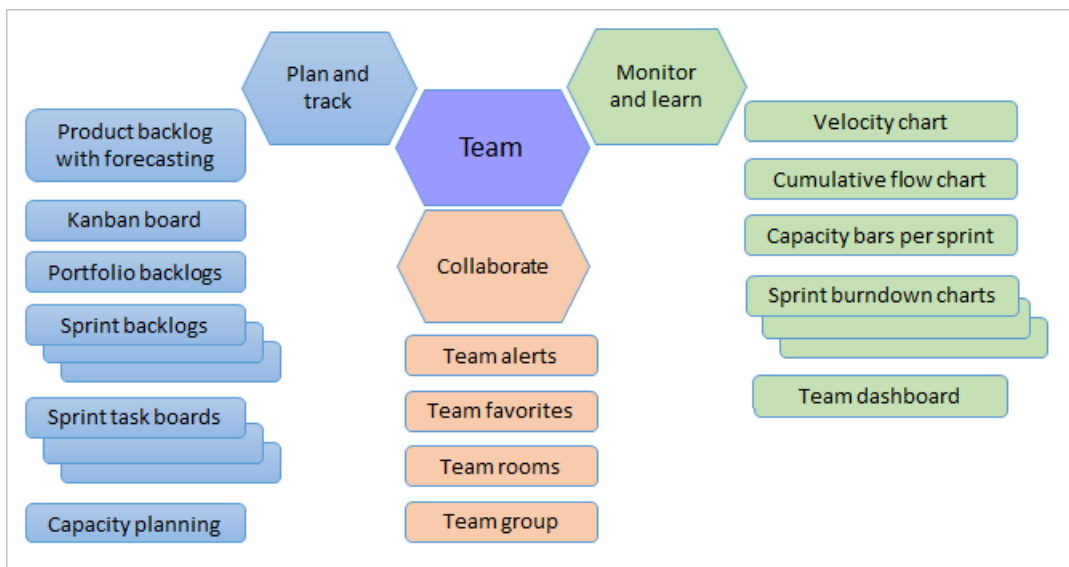 Plan and
track
Monitor
and learn
Team
Collaborate
Product backlog
with forecasting
Kanban board
Portfolio backlogs
Sprint backlogs
Sprint task boards
Capacity planning
Team alerts
Team favorites
Team rooms
Team group
Velocity chart
Cumulative flow chart
Capacity bars per sprint
Sprint burndown charts
Team dashboard